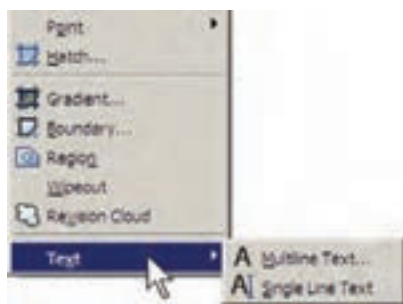 Point
Hatch...
Gradient...
Boundary...
Region
Wipeout
Revision Cloud
Text
Multiline Text...
Single Line Text